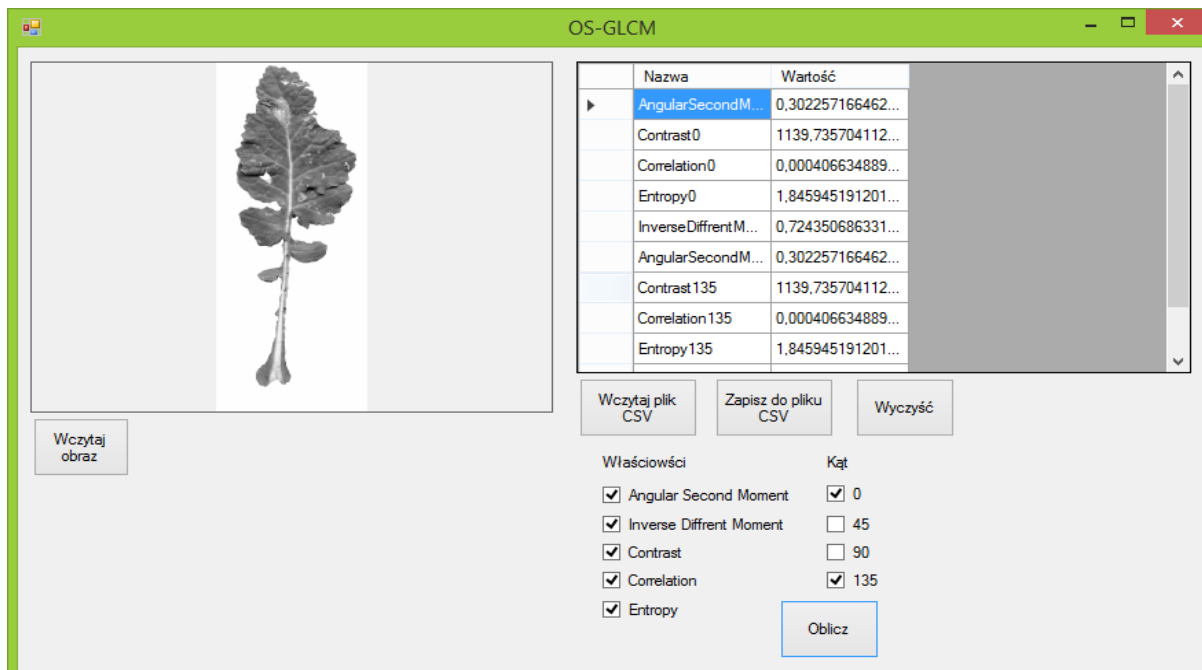 OS-GLCM
Nazwa Wartość
AngularSecondM... 0,302257166462...
Contrast0 1139,735704112...
Correlation0 0,000406634889...
Entropy0 1,845945191201...
InverseDiffrentM... 0,724350686331...
AngularSecondM... 0,302257166462...
Contrast135 1139,735704112...
Correlation135 0,000406634889...
Entropy135 1,845945191201...
Wczytaj plik
CSV
Zapisz do pliku
CSV
Wyczyść
Wczytaj
obraz
Właściowści Kąt
Angular Second Moment 0
Inverse Diffrent Moment 45
Contrast 90
Correlation 135
Entropy
Oblicz